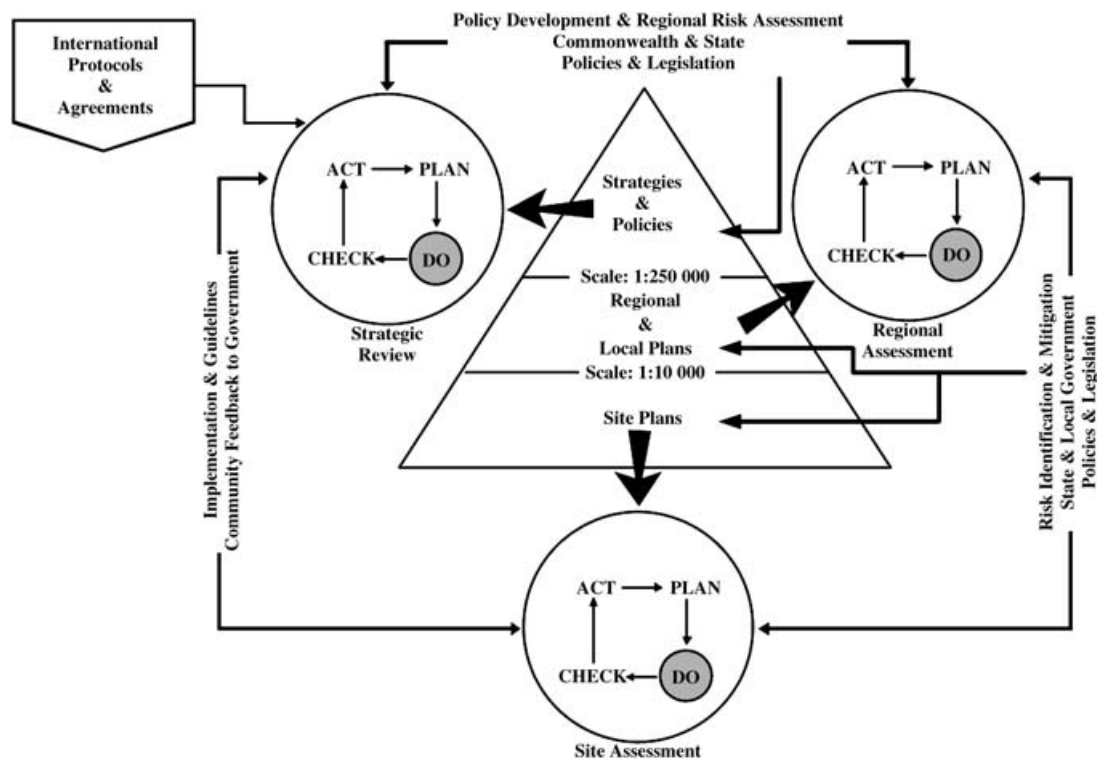 Policy Development & Regional Risk Assessment
Commonwealth & State
Policies & Legislation
International
Protocols
&
Agreements
ACT
PLAN
CHECK
DO
Strategic
Review
Strategies
&
Policies
Scale: 1:250 000
Regional
&
Local Plans
Scale: 1:10 000
Site Plans
ACT
PLAN
CHECK
DO
Regional
Assessment
Implementation & Guidelines
Community Feedback to Government
Risk Identification & Mitigation
State & Local Government
Policies & Legislation
ACT
PLAN
CHECK
DO
Site Assessment